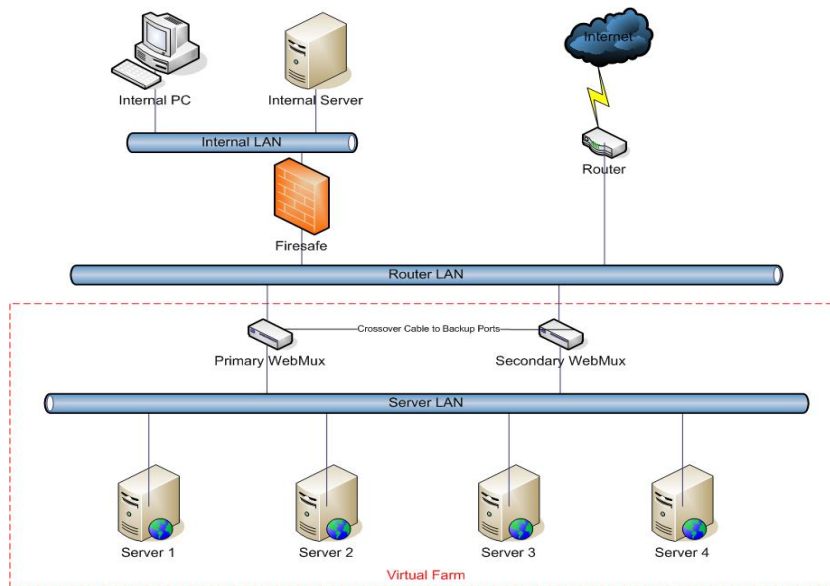 Internet
Internal PC
Internal Server
Internal LAN
Router
Firesafe
Router LAN
Crossover Cable to Backup Ports
Primary WebMux
Secondary WebMux
Server LAN
Server 1
Server 2
Server 3
Server 4
Virtual Farm